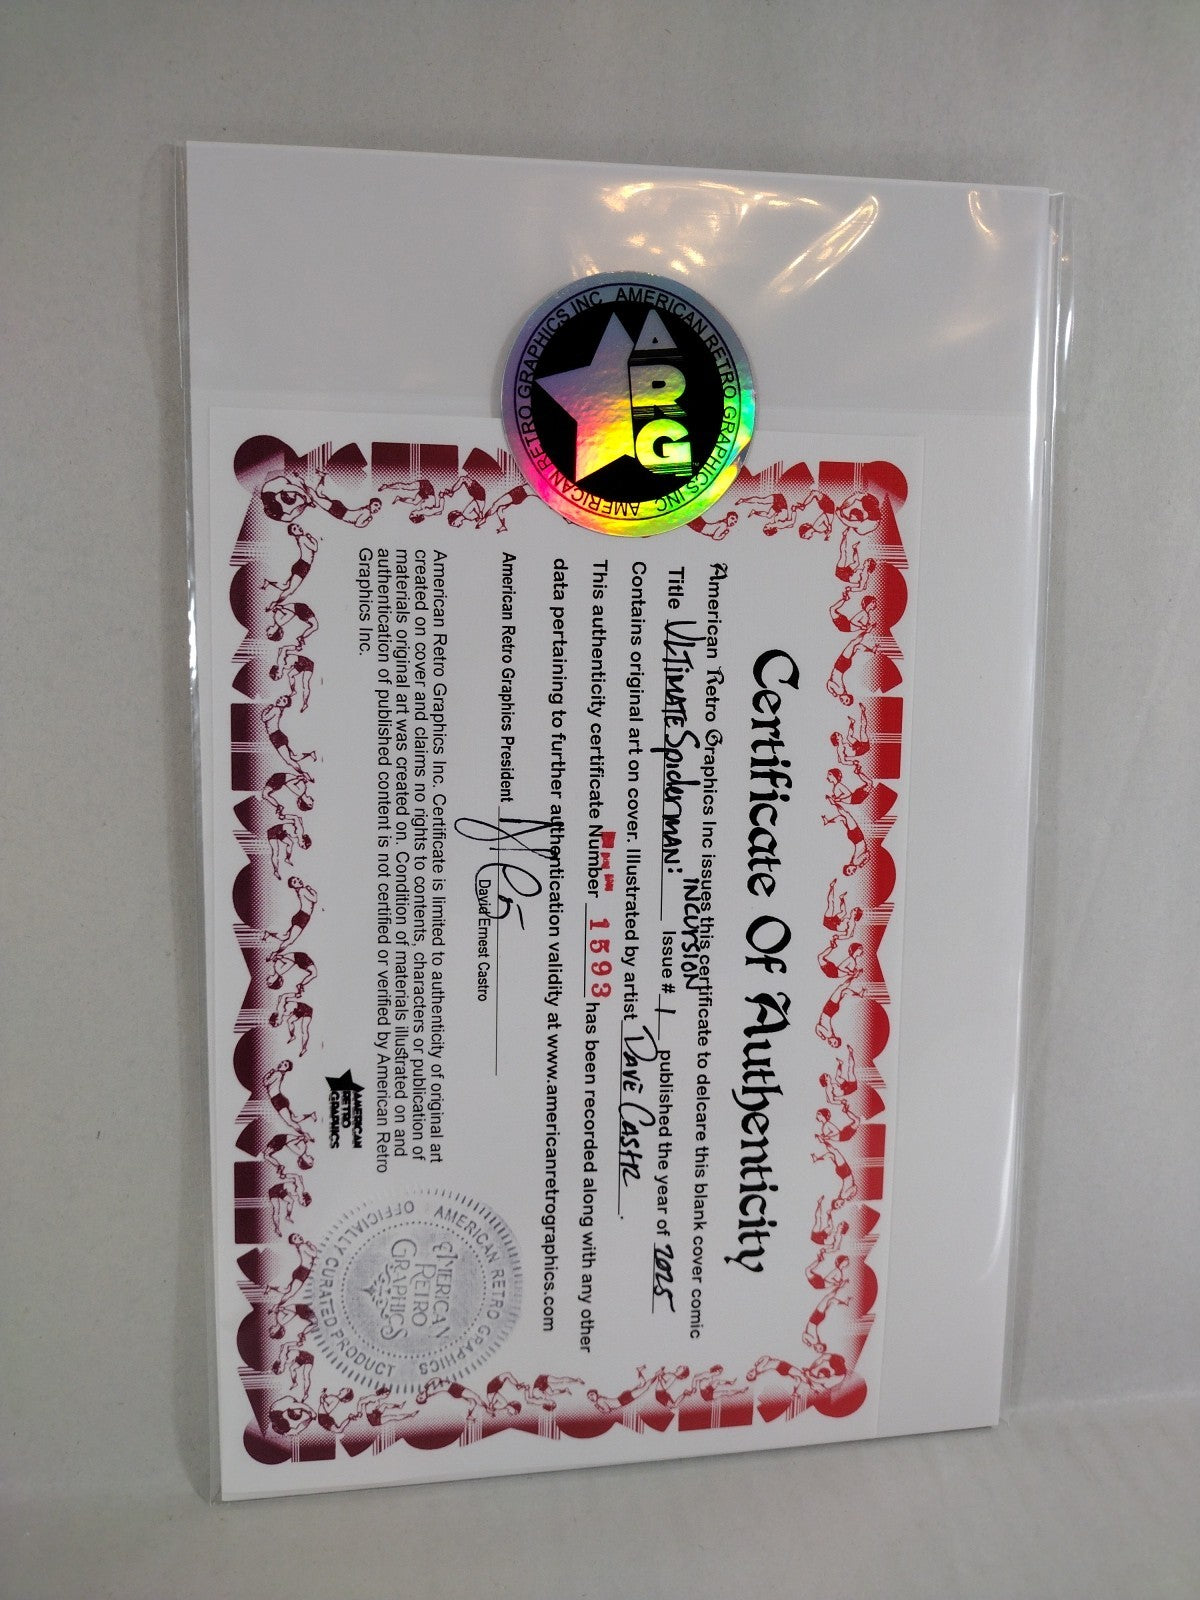 AMERICAN RETRO GRAPHICS INC
AMERICAN RETRO GRAPHICS INC
ARG
Certificate Of Authenticity
American Retro Graphics Inc issues this certificate to delcare this blank cover comic
Title ULTIMATE Spiderman: INCURSION Issue # 1 published the year of 2025
Contains original art on cover. Illustrated by artist DAVE CASTR.
This authenticity certificate Number 1593 has been recorded along with any other
data pertaining to further authentication validity at www.americanretrographics.com
American Retro Graphics President
David Ernest Castro
American Retro Graphics Inc. Certificate is limited to authenticity of original art
created on cover and claims no rights to contents, characters or publication of
materials original art was created on. Condition of materials illustrated on and
authentication of published content is not certified or verified by American Retro
Graphics Inc.
AMERICAN
RETRO
GRAPHICS
AMERICAN RETRO GRAPHICS
OFFICIALLY CURATED PRODUCT
AMERICAN
RETRO
GRAPHICS